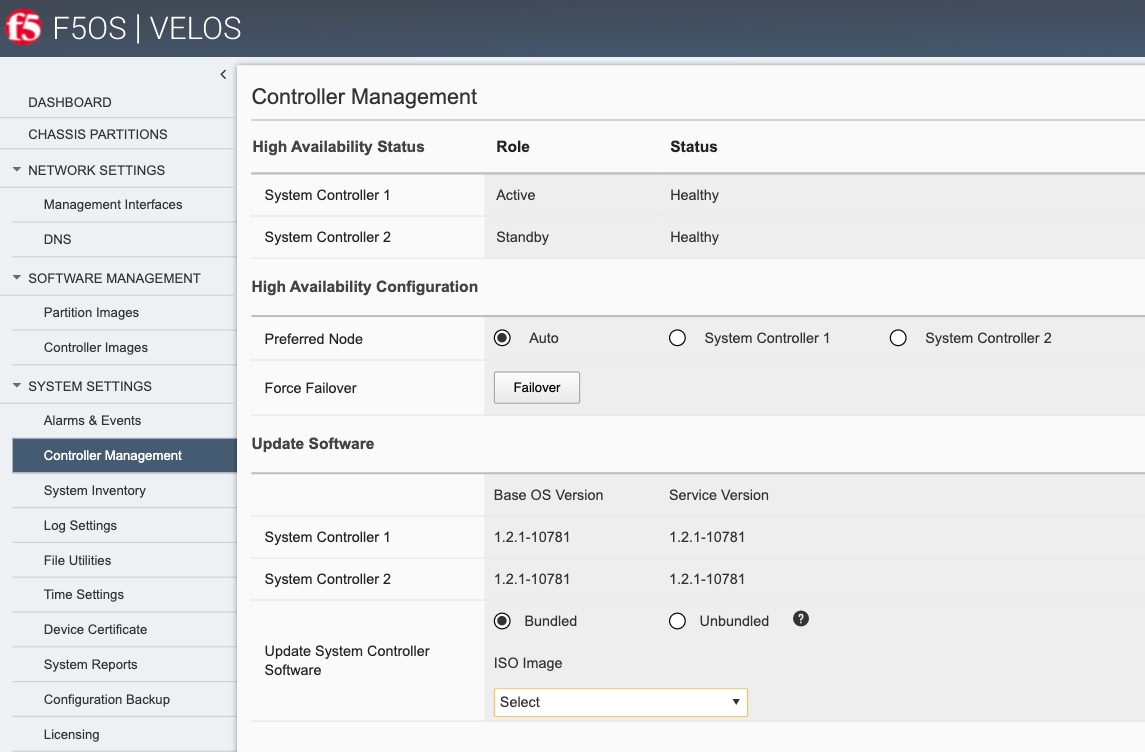 f5 F5OS | VELOS
DASHBOARD
CHASSIS PARTITIONS
NETWORK SETTINGS
Management Interfaces
DNS
SOFTWARE MANAGEMENT
Partition Images
Controller Images
SYSTEM SETTINGS
Alarms & Events
Controller Management
System Inventory
Log Settings
File Utilities
Time Settings
Device Certificate
System Reports
Configuration Backup
Licensing
Controller Management
High Availability Status Role Status
System Controller 1 Active Healthy
System Controller 2 Standby Healthy
High Availability Configuration
Preferred Node Auto System Controller 1 System Controller 2
Force Failover Failover
Update Software
Base OS Version Service Version
System Controller 1 1.2.1-10781 1.2.1-10781
System Controller 2 1.2.1-10781 1.2.1-10781
Bundled Unbundled ?
Update System Controller
Software
ISO Image
Select